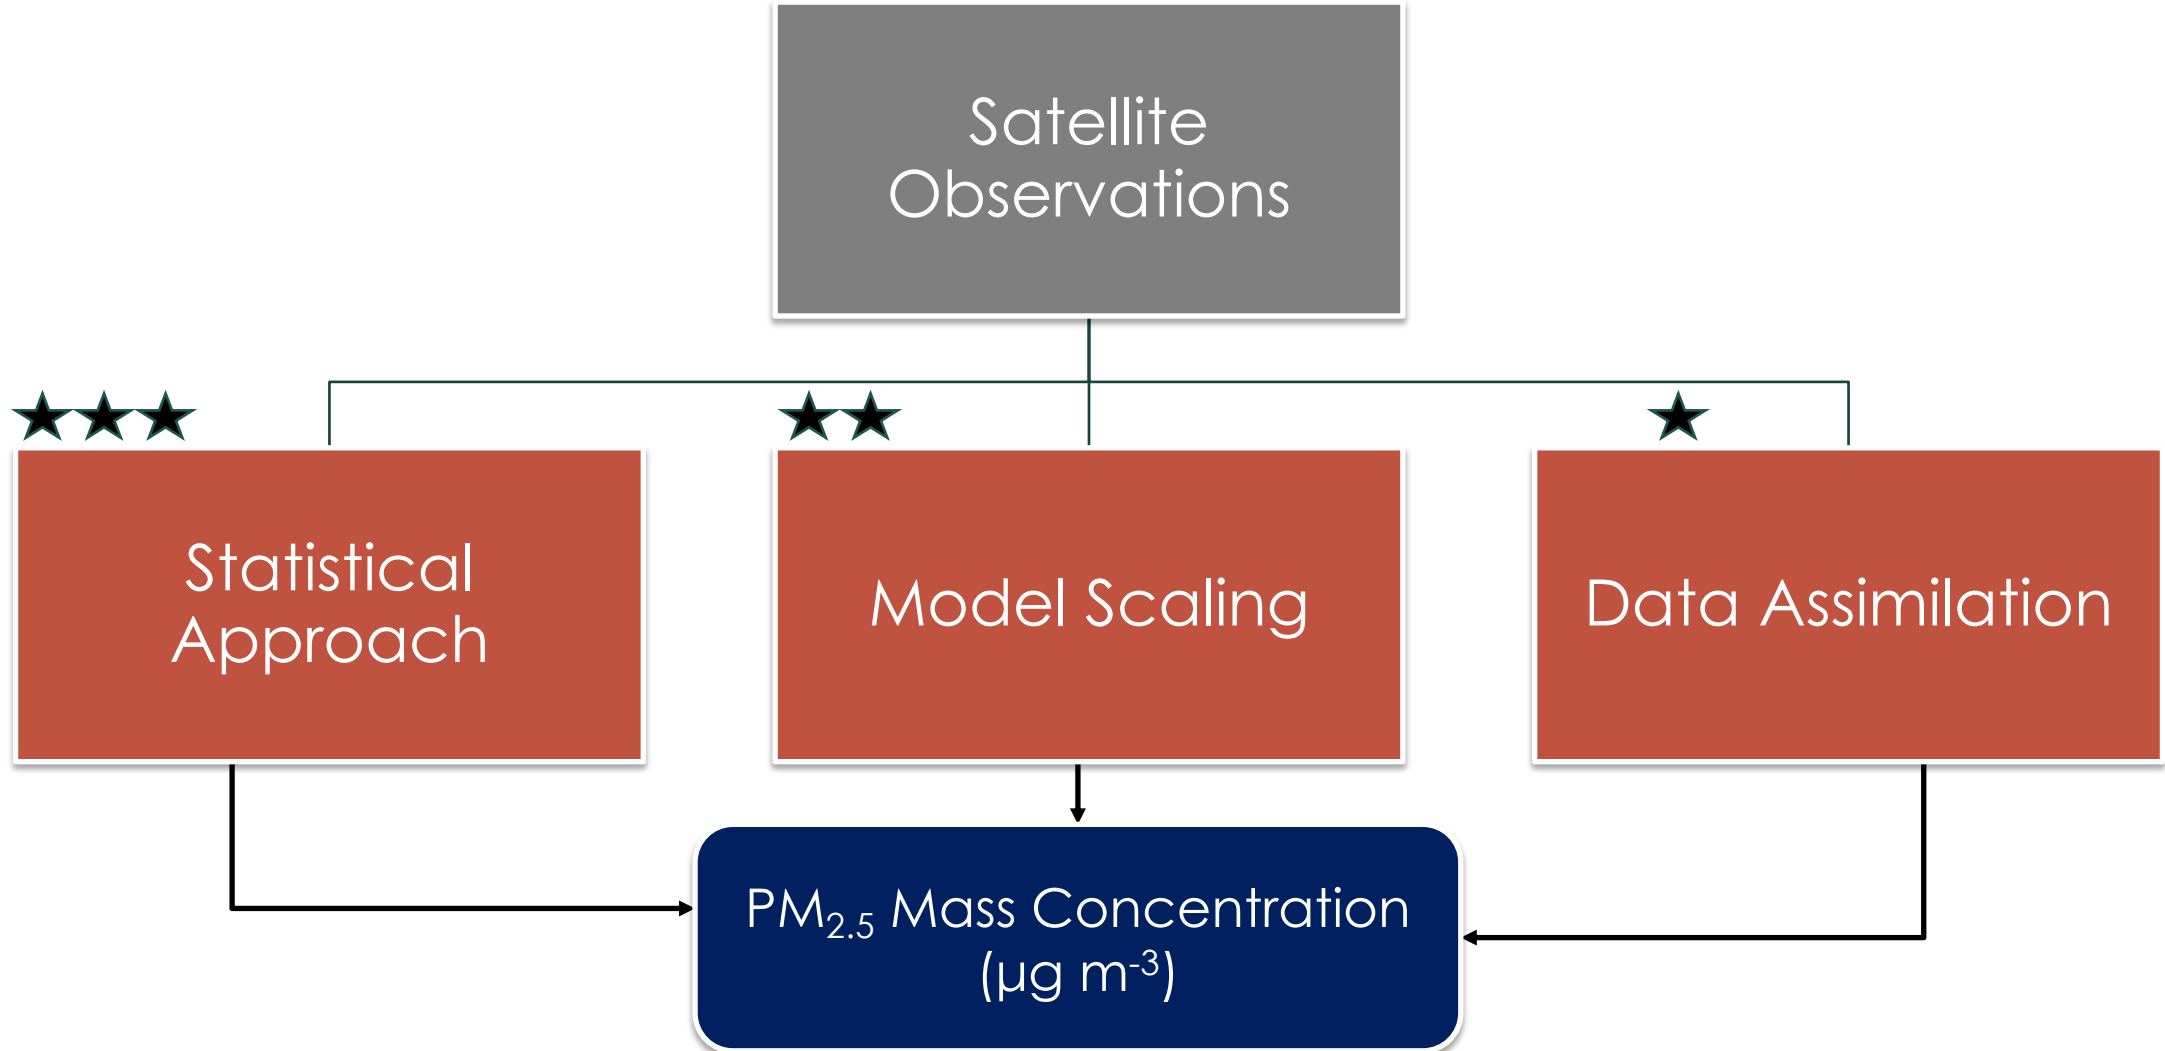 Satellite
Observations
Statistical
Approach
Model Scaling
Data Assimilation
PM₂.₅ Mass Concentration
(µg m⁻³)